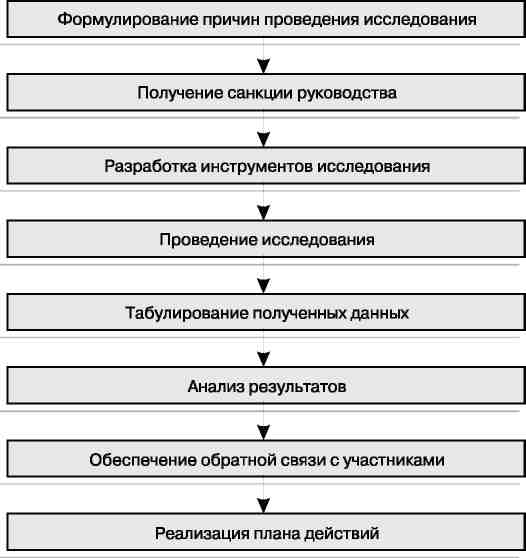 Формулирование причин проведения исследования
Получение санкции руководства
Разработка инструментов исследования
Проведение исследования
Табулирование полученных данных
Анализ результатов
Обеспечение обратной связи с участниками
Реализация плана действий